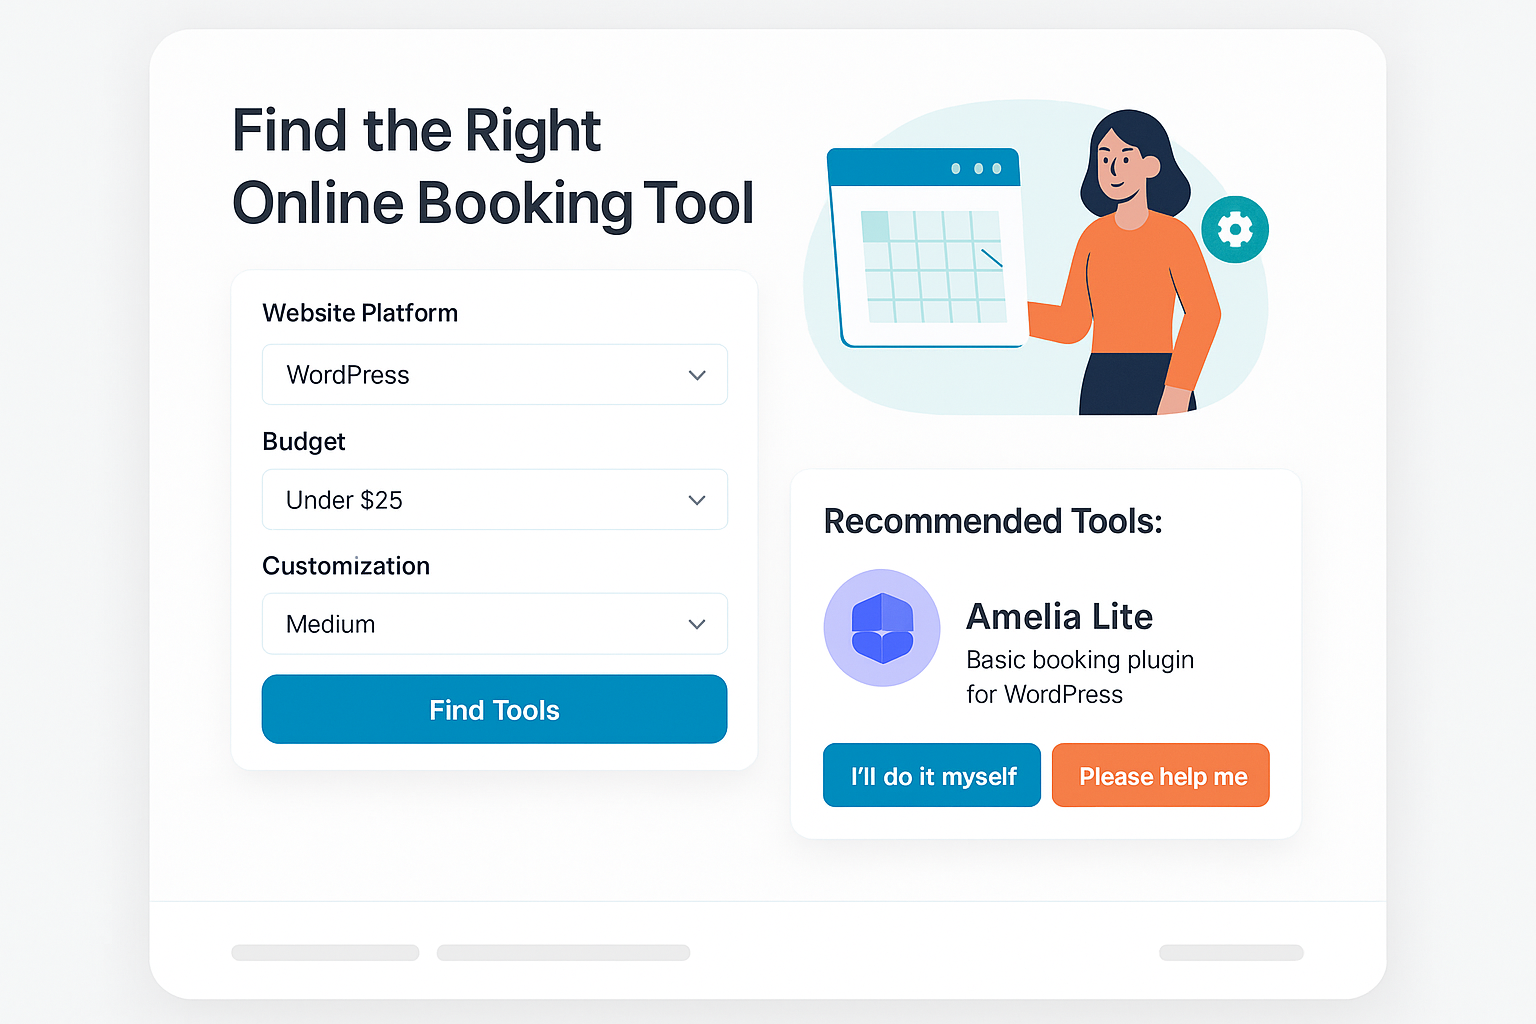 Find the Right
Online Booking Tool
Website Platform
WordPress
Budget
Under $25
Customization
Medium
Find Tools
Recommended Tools:
Amelia Lite
Basic booking plugin
for WordPress
I'll do it myself
Please help me